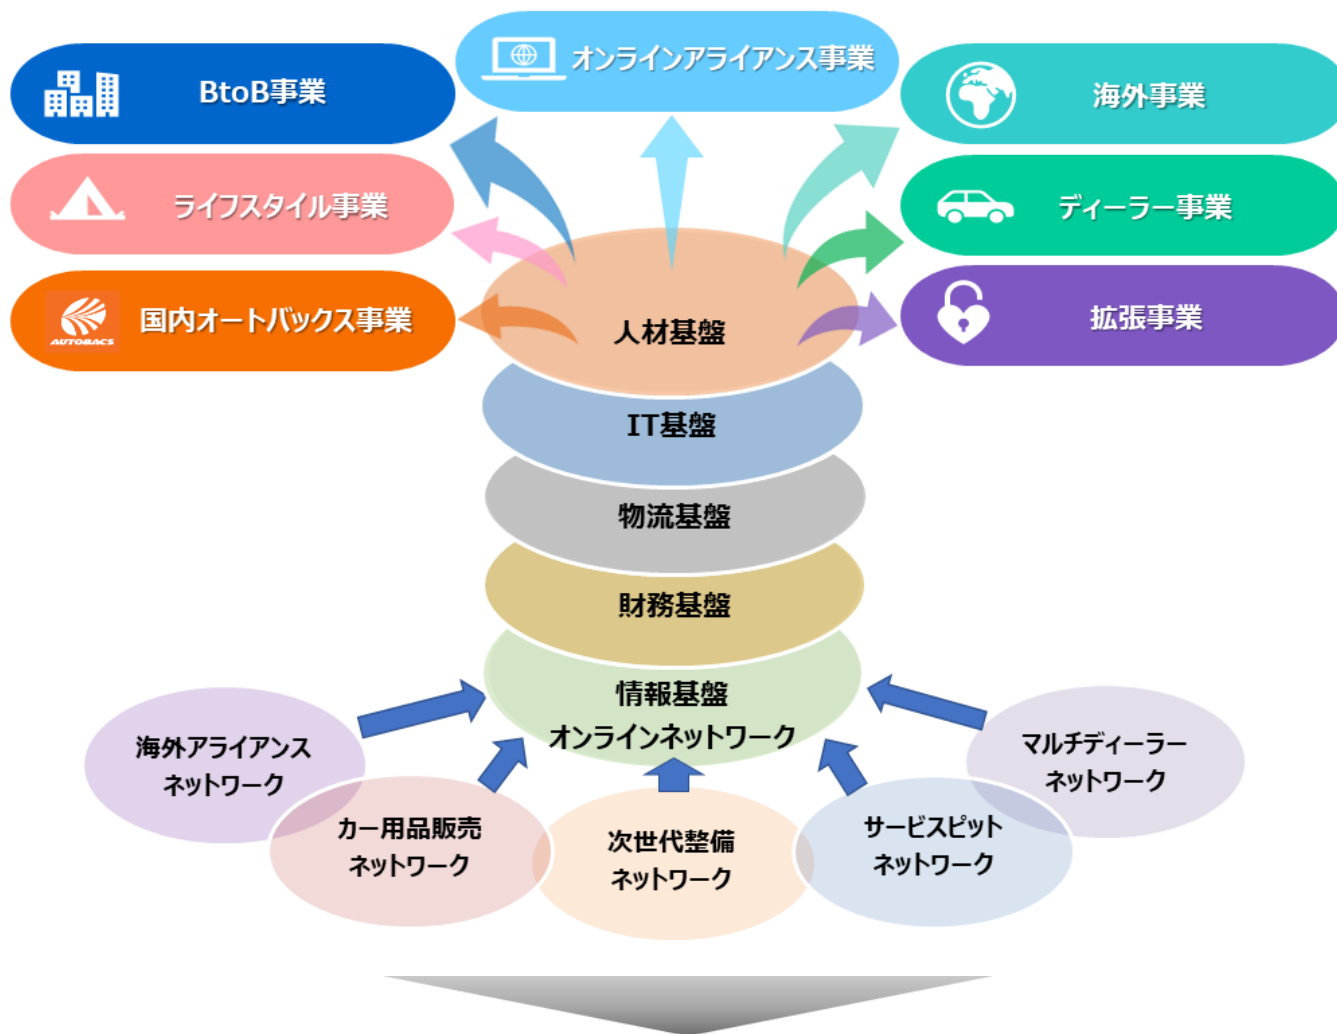 オンラインアライアンス事業
BtoB事業
海外事業
ライフスタイル事業
ディーラー事業
AUTOBACS
国内オートバックス事業
拡張事業
人材基盤
IT基盤
物流基盤
財務基盤
情報基盤
オンラインネットワーク
海外アライアンス
ネットワーク
カー用品販売
ネットワーク
次世代整備
ネットワーク
サービスピット
ネットワーク
マルチディーラー
ネットワーク